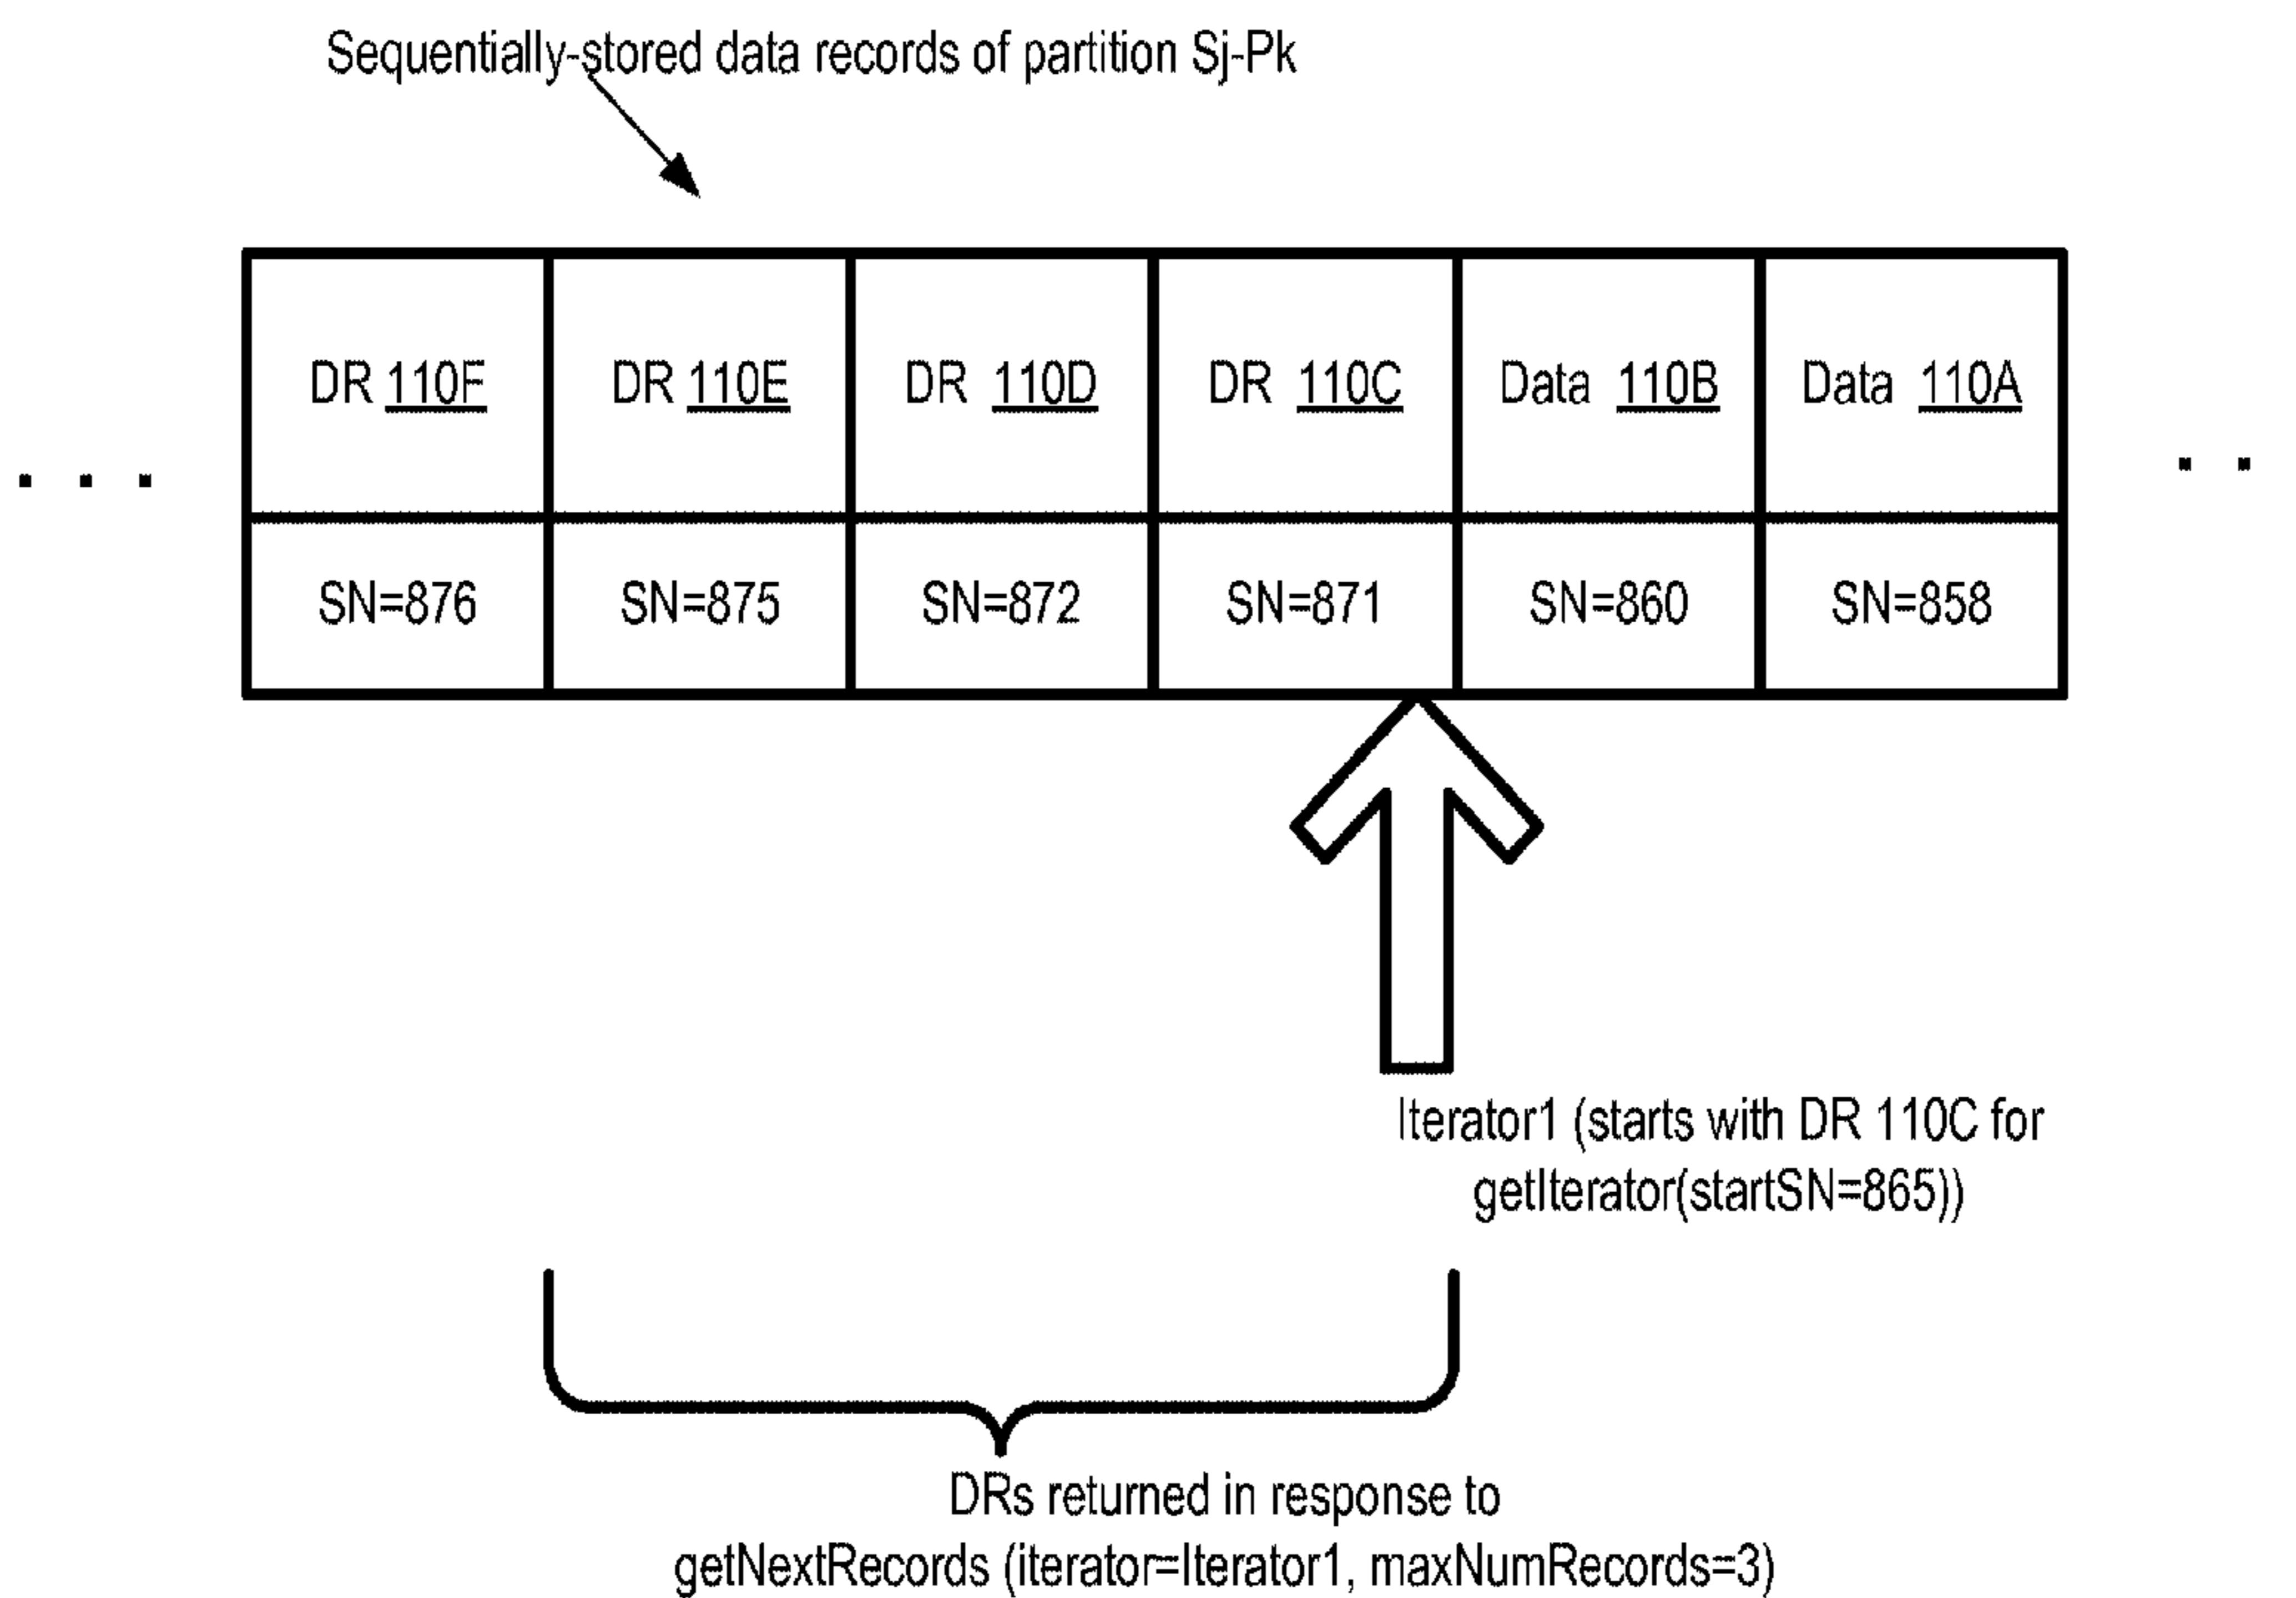 Sequentially-stored data records of partition Sj-Pk
DR 110F DR 110E DR 110D DR 110C Data 110B Data 110A
. . . . .
SN=876 SN=875 SN=872 SN=871 SN=860 SN=858
Iterator1 (starts with DR 110C for
getIterator(startSN=865))
DRs returned in response to
getNextRecords (iterator=Iterator1, maxNumRecords=3)